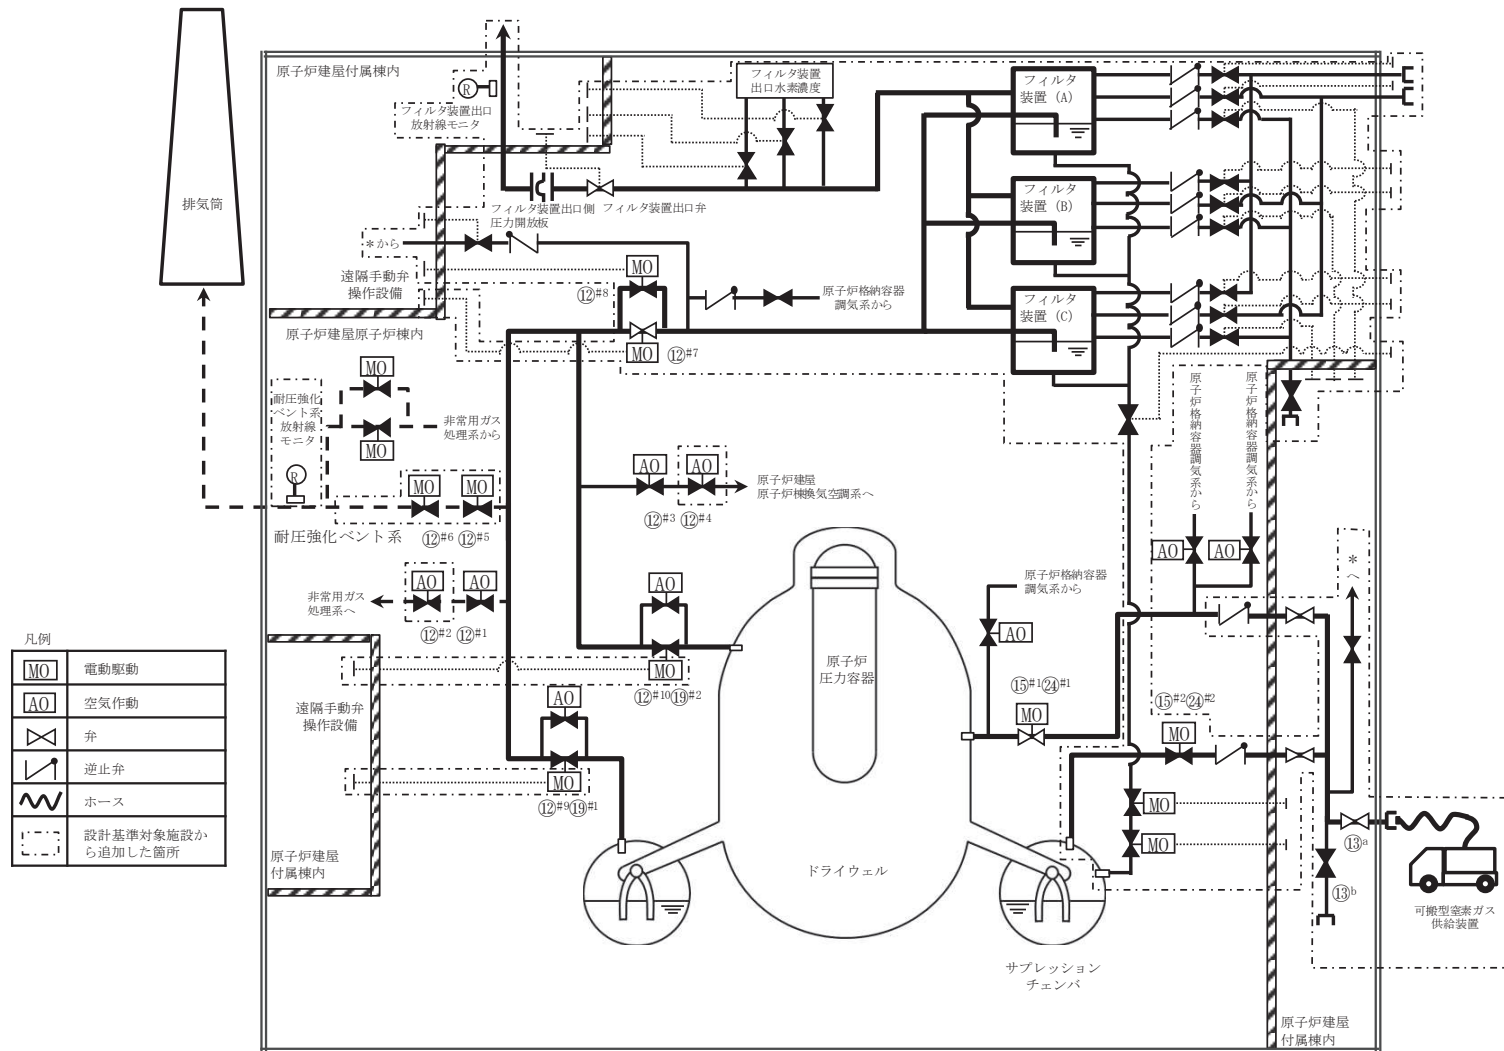 原子炉建屋付属棟内
R
フィルタ装置出口
放射線モニタ
フィルタ装置
出口水素濃度
フィルタ
装置（A）
フィルタ
装置（B）
フィルタ
装置（C）
排気筒
フィルタ装置出口側
圧力開放板
フィルタ装置出口弁
＊から
遠隔手動弁
操作設備
MO
⑫#8
原子炉格納容器
調気系から
原子炉建屋原子炉棟内
MO
⑫#7
MO
耐圧強化
ベント系
放射線
モニタ
R
MO
非常用ガス
処理系から
原子炉格納容器調気系から
原子炉格納容器調気系から
MO
MO
⑫#6
⑫#5
耐圧強化ベント系
AO
AO
⑫#3
⑫#4
原子炉建屋
原子炉棟換気空調系へ
AO
AO
＊へ
非常用ガス
処理系へ
AO
AO
⑫#2
⑫#1
AO
MO
⑫#10⑲#2
原子炉格納容器
調気系から
AO
原子炉
圧力容器
⑮#1㉔#1
MO
⑮#2㉔#2
MO
遠隔手動弁
操作設備
AO
MO
⑫#9⑲#1
MO
MO
凡例
MO
電動駆動
AO
空気作動
弁
逆止弁
ホース
設計基準対象施設か
ら追加した箇所
原子炉建屋
付属棟内
ドライウェル
サプレッション
チェンバ
⑬a
⑬b
可搬型窒素ガス
供給装置
原子炉建屋
付属棟内